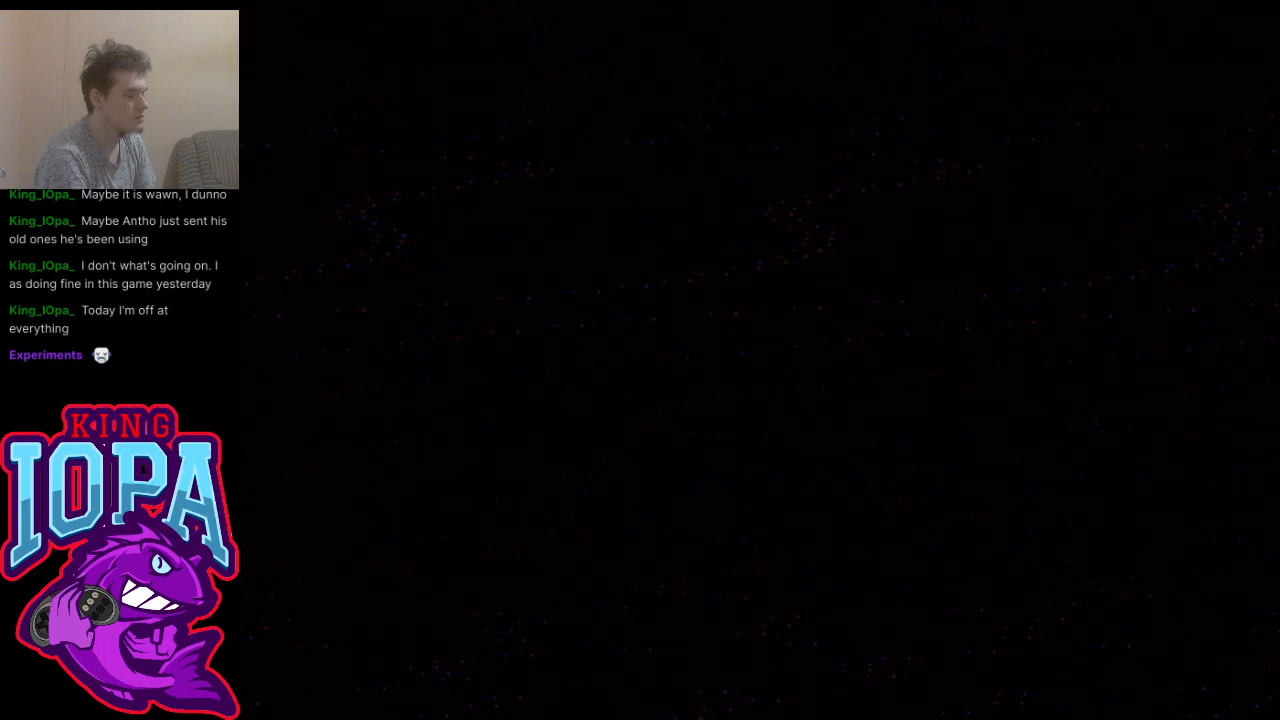 King_IOpa_ Maybe it is wawn, I dunno
King_IOpa_ Maybe Antho just sent his
old ones he's been using
King_IOpa_ I don't what's going on. I
as doing fine in this game yesterday
King_IOpa_ Today I'm off at
everything
Experiments
KING
IOPA